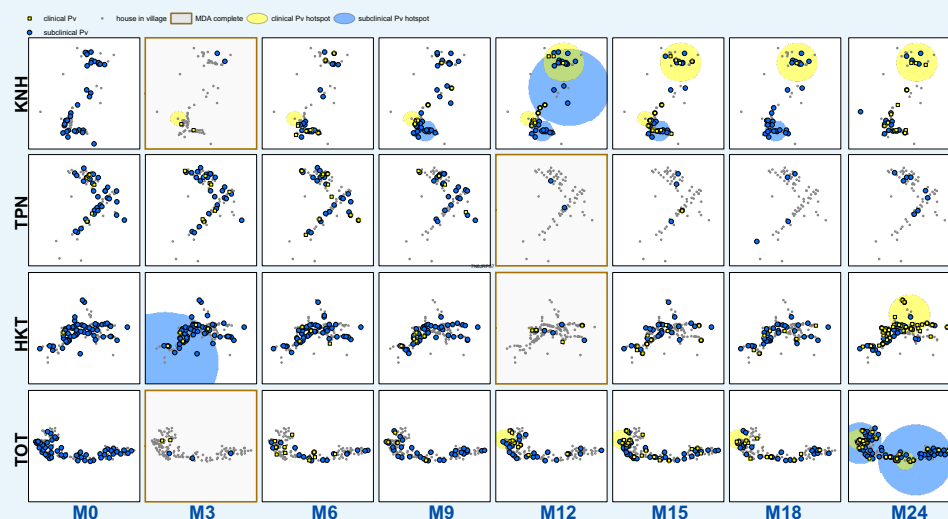 clinical Pv house in village MDA complete clinical Pv hotspot subclinical Pv hotspot
subclinical Pv
KNH
TPN
HKT
TOT
M0 M3 M6 M9 M12 M15 M18 M24